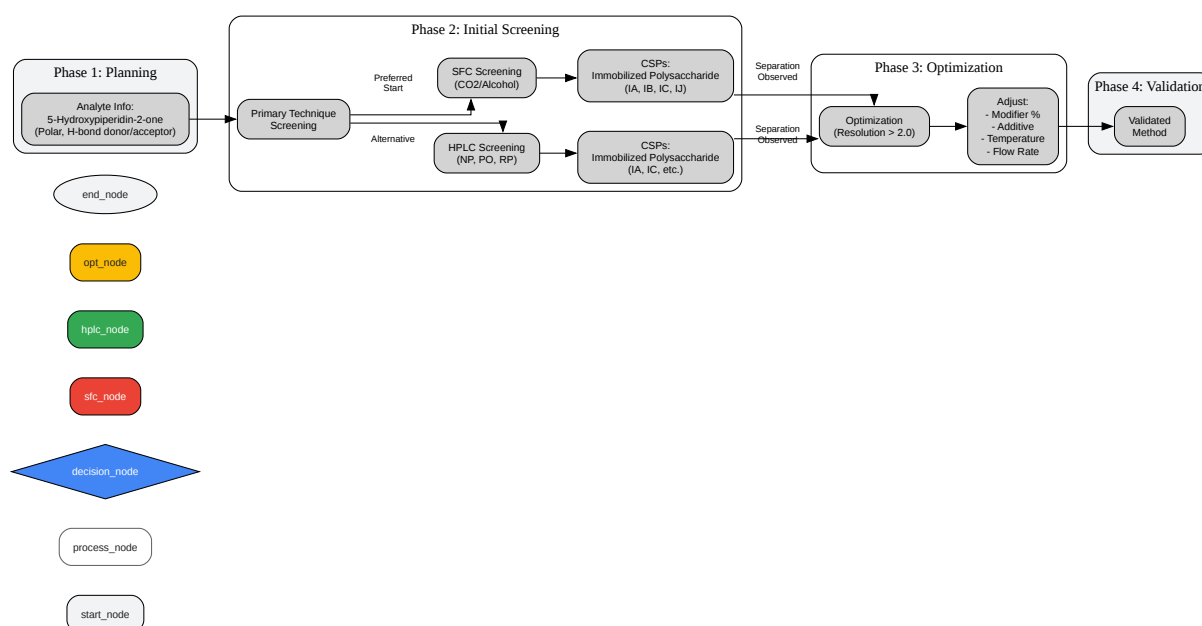 Phase 1: Planning
Analyte Info:
5-Hydroxypiperidin-2-one
(Polar, H-bond donor/acceptor)
Phase 2: Initial Screening
Primary Technique
Screening
Preferred
Start
Alternative
SFC Screening
(CO2/Alcohol)
HPLC Screening
(NP, PO, RP)
CSPs:
Immobilized Polysaccharide
(IA, IB, IC, IJ)
CSPs:
Immobilized Polysaccharide
(IA, IC, etc.)
Separation
Observed
Separation
Observed
Phase 3: Optimization
Optimization
(Resolution > 2.0)
Adjust:
- Modifier %
- Additive
- Temperature
- Flow Rate
Phase 4: Validation
Validated
Method
end_node
opt_node
hplc_node
sfc_node
decision_node
process_node
start_node